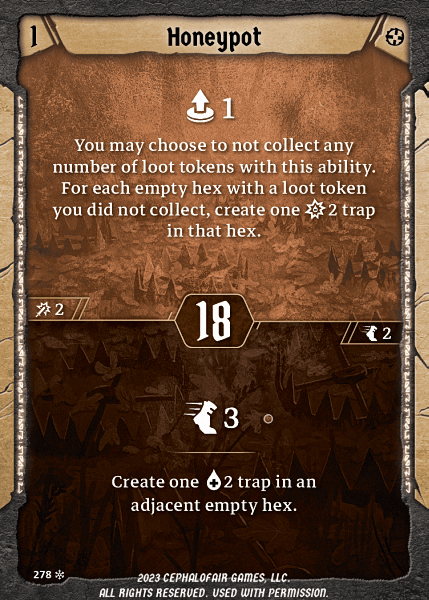 1
Honeypot
1
You may choose to not collect any
number of loot tokens with this ability.
For each empty hex with a loot token
you did not collect, create one 2 trap
in that hex.
2
18
2
3
Create one 2 trap in an
adjacent empty hex.
278
2023 CEPHALOFAIR GAMES, LLC.
ALL RIGHTS RESERVED. USED WITH PERMISSION.